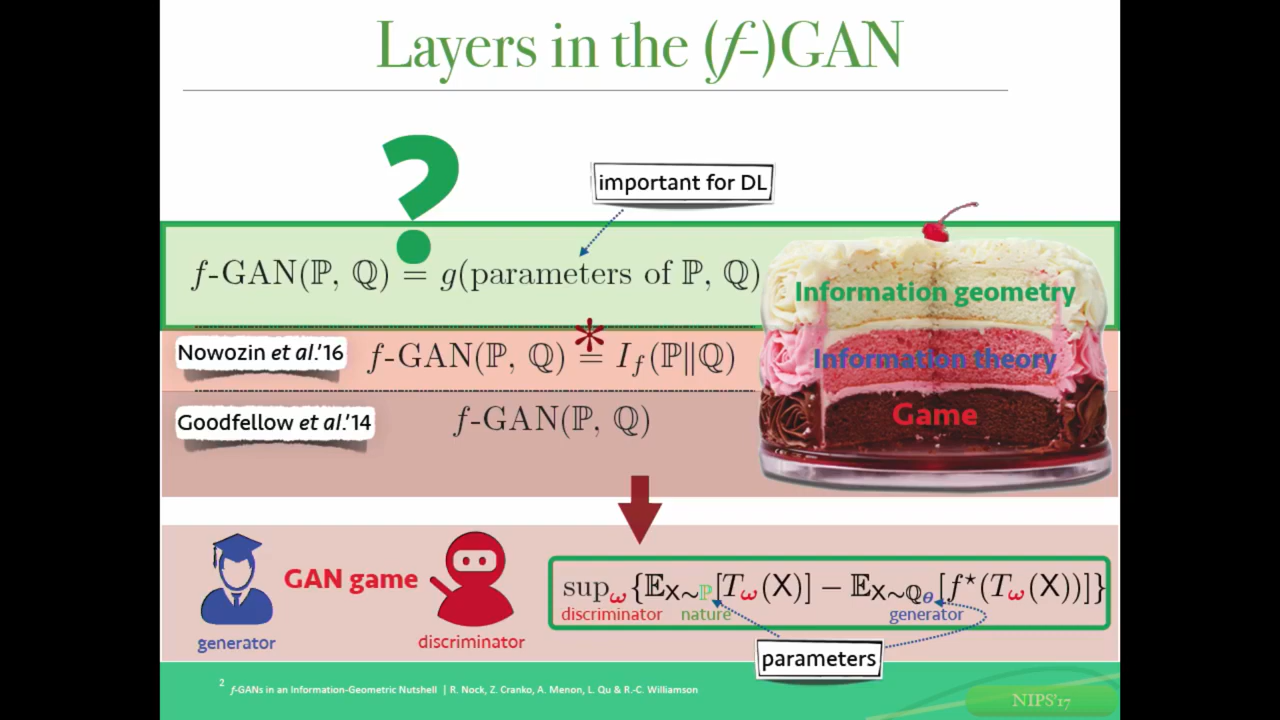 Layers in the (f-)GAN
?
important for DL
f-GAN(ℙ, ℚ) = g(parameters of ℙ, ℚ)
Information geometry
Nowozin et al.'16
f-GAN(ℙ, ℚ) =* I_f(ℙ‖ℚ)
Information theory
Goodfellow et al.'14
f-GAN(ℙ, ℚ)
Game
GAN game
generator
discriminator
sup_ω{𝔼_{X∼ℙ}[T_ω(X)] − 𝔼_{X∼ℚ_θ}[f⋆(T_ω(X))]}
discriminator nature generator
parameters
2 f-GANs in an Information-Geometric Nutshell | R. Nock, Z. Cranko, A. Menon, L. Qu & R.-C. Williamson
NIPS'17